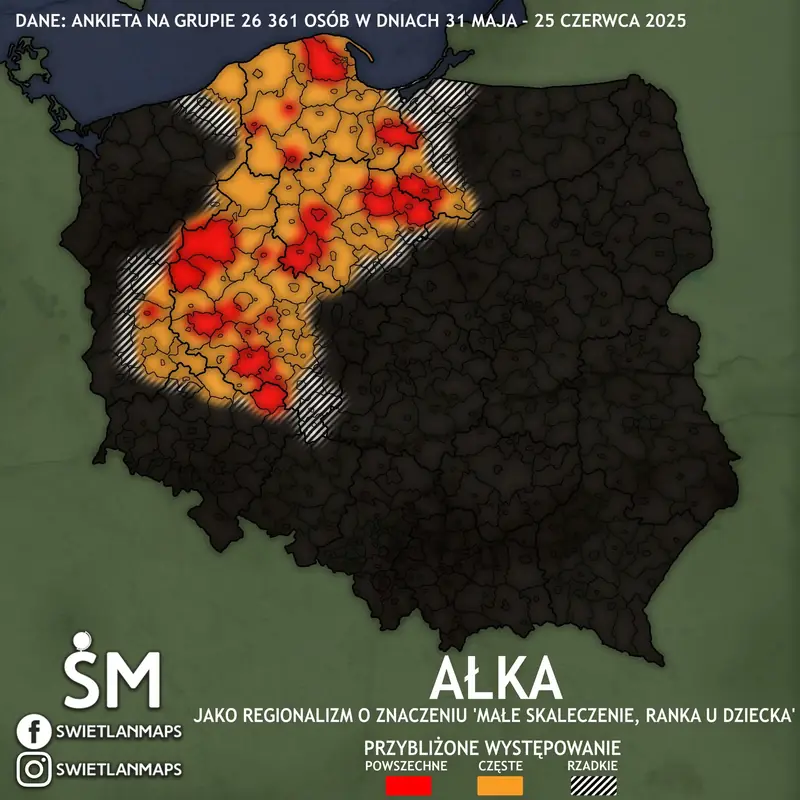 DANE: ANKIETA NA GRUPIE 26 361 OSÓB W DNIACH 31 MAJA - 25 CZERWCA 2025
ŚM
SWIETLANMAPS
SWIETLANMAPS
AŁKA
JAKO REGIONALIZM O ZNACZENIU 'MAŁE SKALECZENIE, RANKA U DZIECKA'
PRZYBLIŻONE WYSTĘPOWANIE
POWSZECHNE CZĘSTE RZADKIE